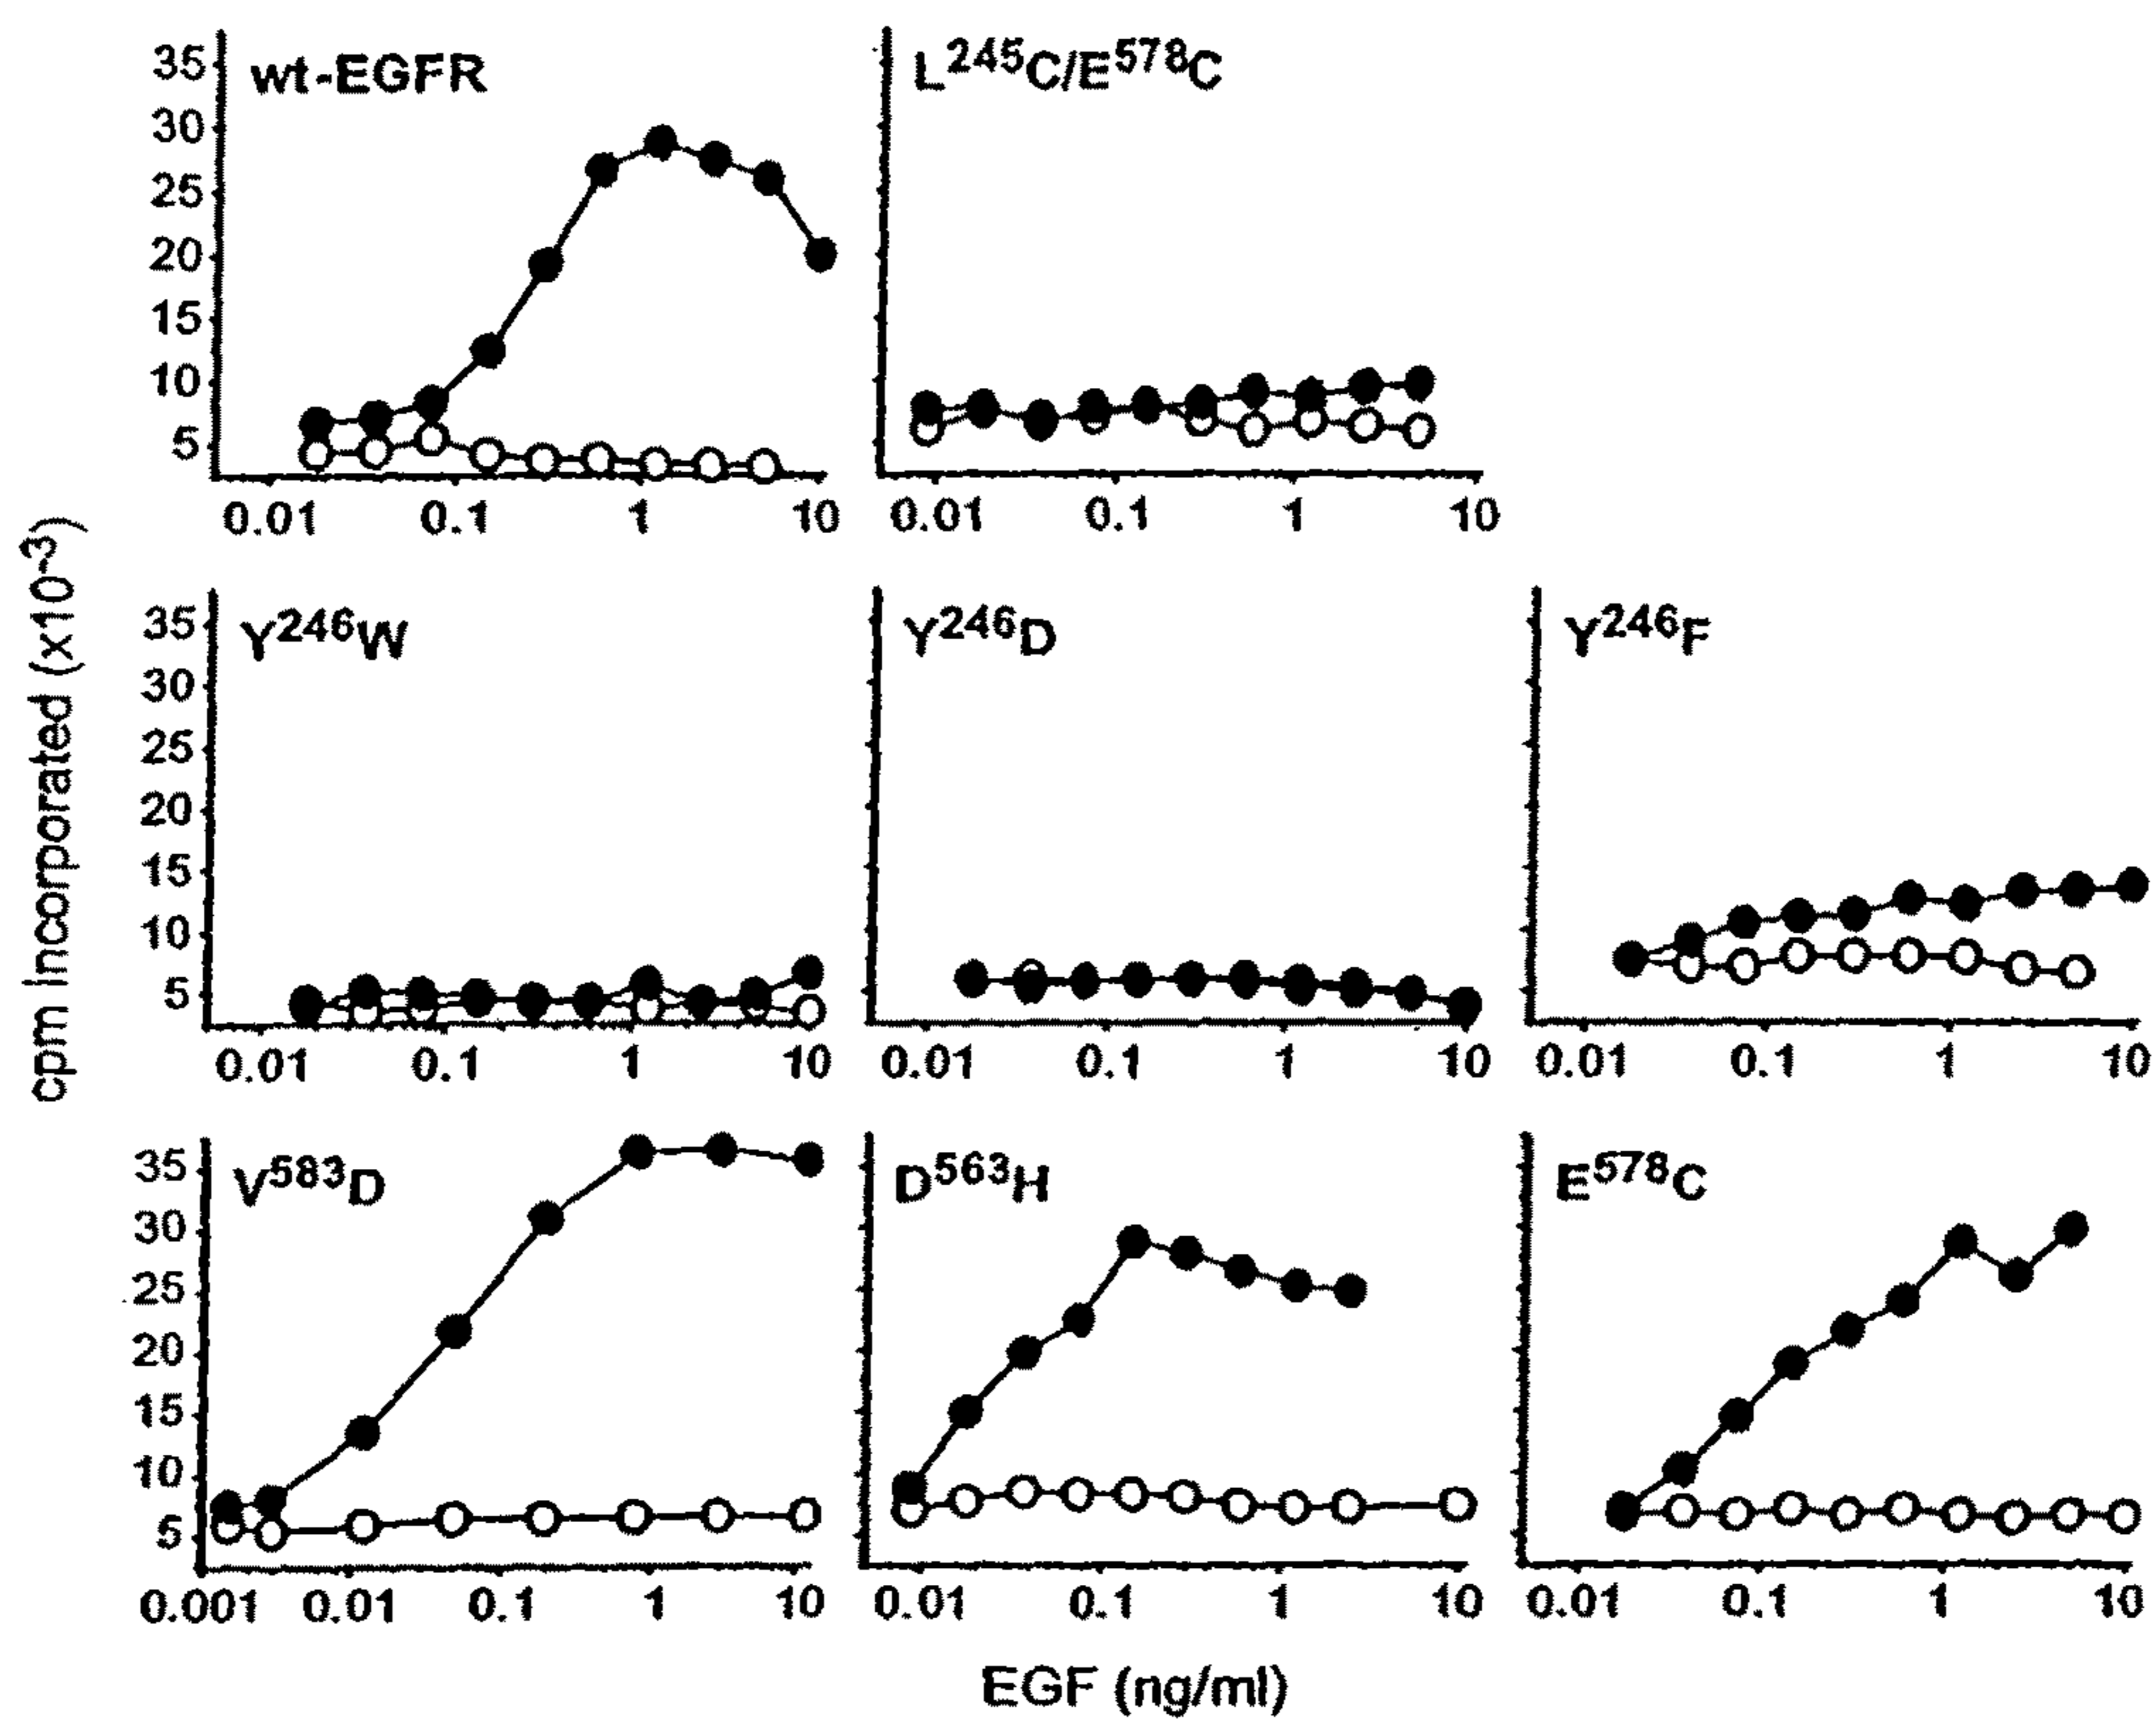 wt-EGFR
L²⁴⁵C/E⁵⁷⁸C
35
30
25
20
15
10
5
0.01 0.1 1 10
0.01 0.1 1 10
cpm incorporated (x10⁻³)
Y²⁴⁶W
Y²⁴⁶D
Y²⁴⁶F
35
30
25
20
15
10
5
0.01 0.1 1 10
0.01 0.1 1 10
0.01 0.1 1 10
V⁵⁸³D
D⁵⁶³H
E⁵⁷⁸C
35
30
25
20
15
10
5
0.001 0.01 0.1 1 10
0.01 0.1 1 10
0.01 0.1 1 10
EGF (ng/ml)